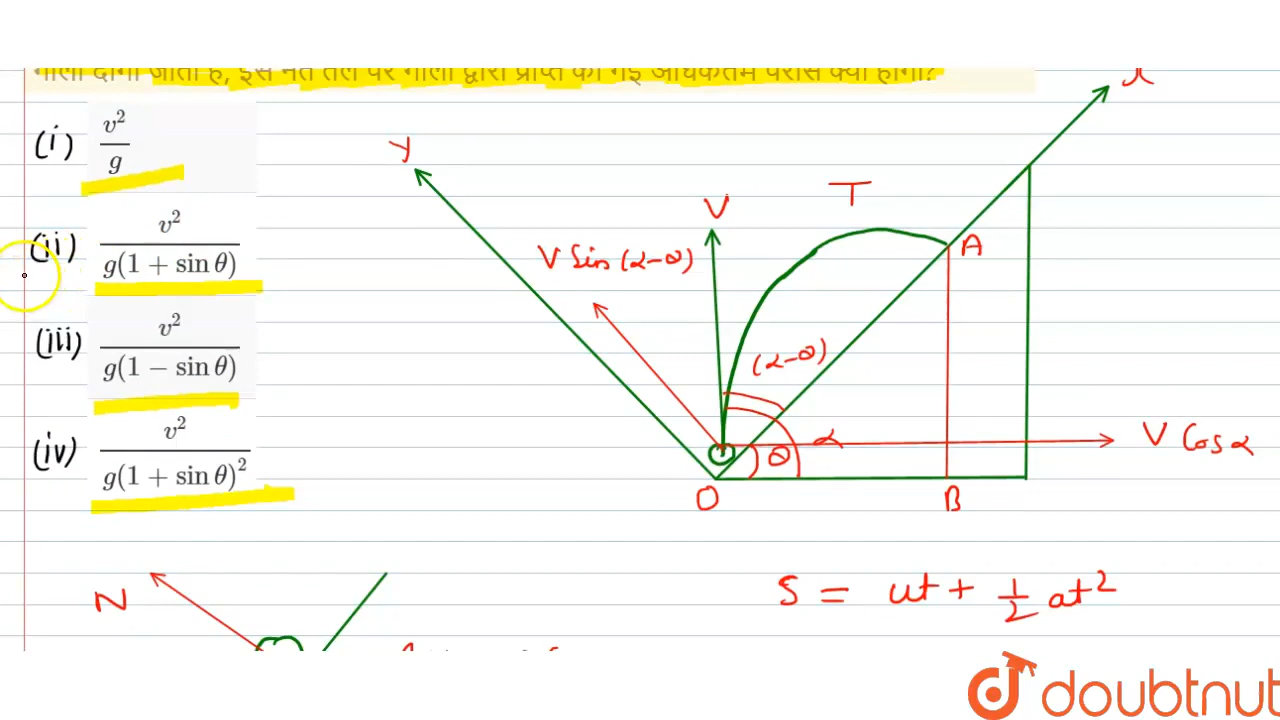 गोला दागा जाता है, इस नत तल पर गोला द्वारा प्राप्त की गई अधिकतम परास क्या होगी?
(i) v²/g
(ii) v²/g(1 + sin θ)
(iii) v²/g(1 − sin θ)
(iv) v²/g(1 + sin θ)²
x
y
V
T
V Sin (α-θ)
A
(α-θ)
α
θ
V Cos α
O
B
N
S = ut + 1/2 at²
doubtnut